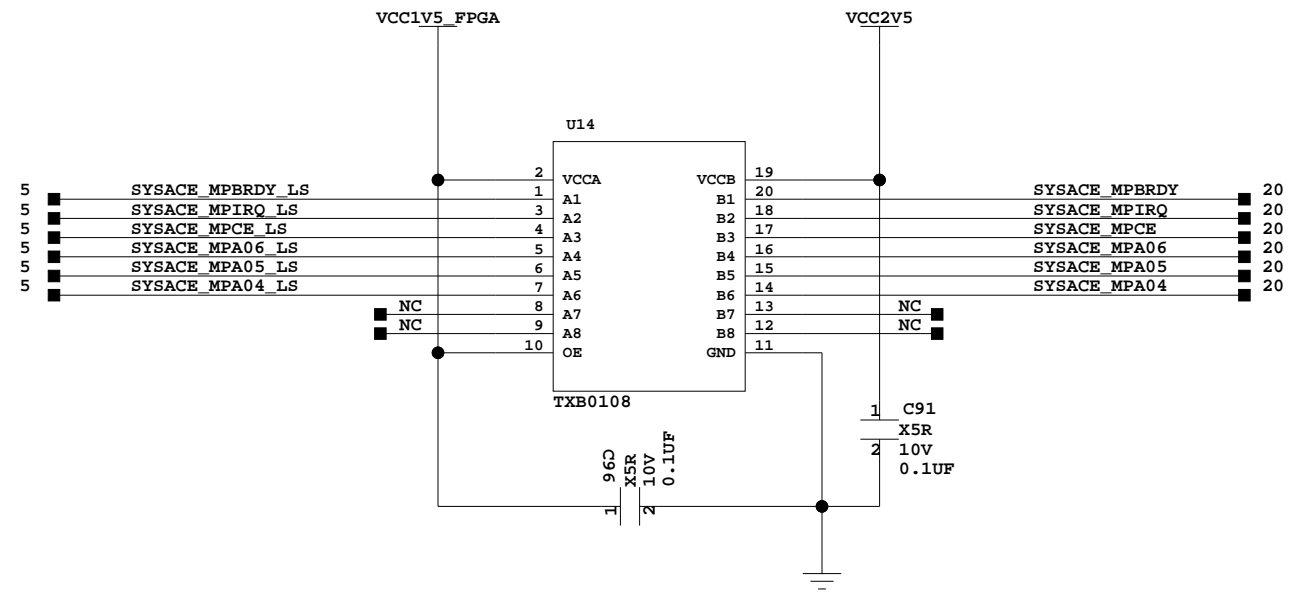 VCC1V5_FPGA VCC2V5
U14
2 VCCA VCCB 19
5 SYSACE_MPBRDY_LS 1 A1 B1 20 SYSACE_MPBRDY 20
5 SYSACE_MPIRQ_LS 3 A2 B2 18 SYSACE_MPIRQ 20
5 SYSACE_MPCE_LS 4 A3 B3 17 SYSACE_MPCE 20
5 SYSACE_MPA06_LS 5 A4 B4 16 SYSACE_MPA06 20
5 SYSACE_MPA05_LS 6 A5 B5 15 SYSACE_MPA05 20
5 SYSACE_MPA04_LS 7 A6 B6 14 SYSACE_MPA04 20
NC 8 A7 B7 13 NC
NC 9 A8 B8 12 NC
10 OE GND 11
TXB0108
1 C91
X5R
2 10V
0.1UF
C96
X5R
10V
0.1UF
1 2